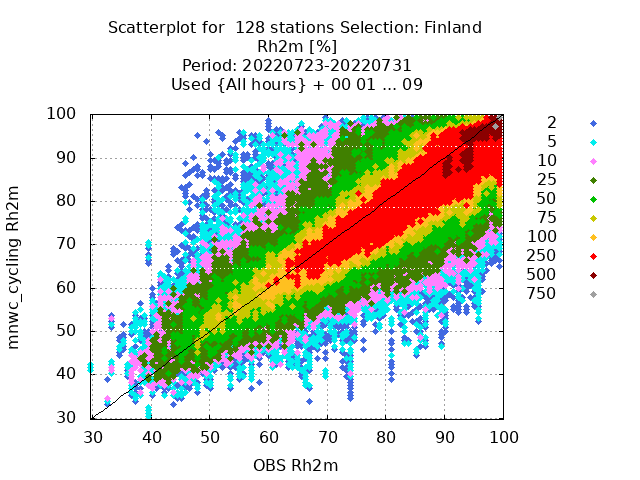 Scatterplot for  128 stations Selection: Finland
Rh2m [%]
Period: 20220723-20220731
Used {All hours} + 00 01 ... 09
100
90
80
70
60
50
40
30
mnwc_cycling Rh2m
30 40 50 60 70 80 90 100
OBS Rh2m
2
5
10
25
50
75
100
250
500
750